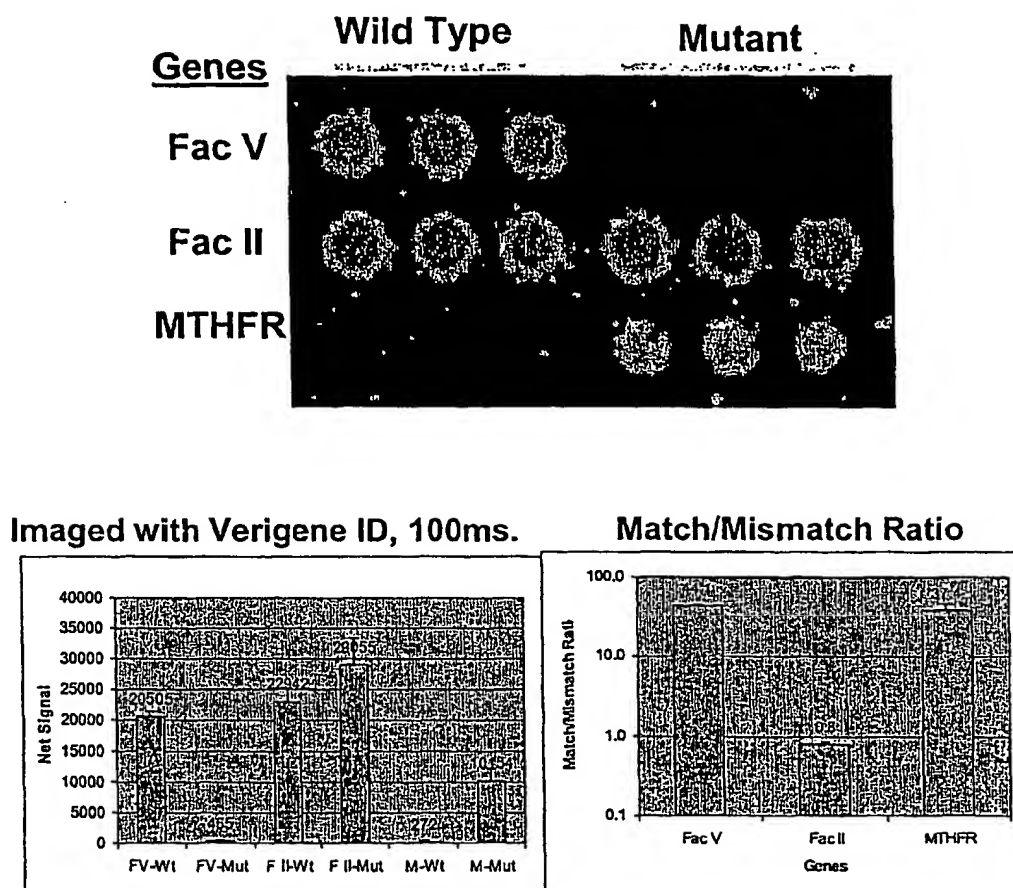 Wild Type Mutant
Genes
Fac V
Fac II
MTHFR
Imaged with Verigene ID, 100ms.
Net Signal
40000
35000
30000
25000
20000
15000
10000
5000
0
FV-Wt FV-Mut F II-Wt F II-Mut M-Wt M-Mut
Match/Mismatch Ratio
Match/Mismatch Ratio
100.0
10.0
1.0
0.1
Fac V Fac II MTHFR
Genes